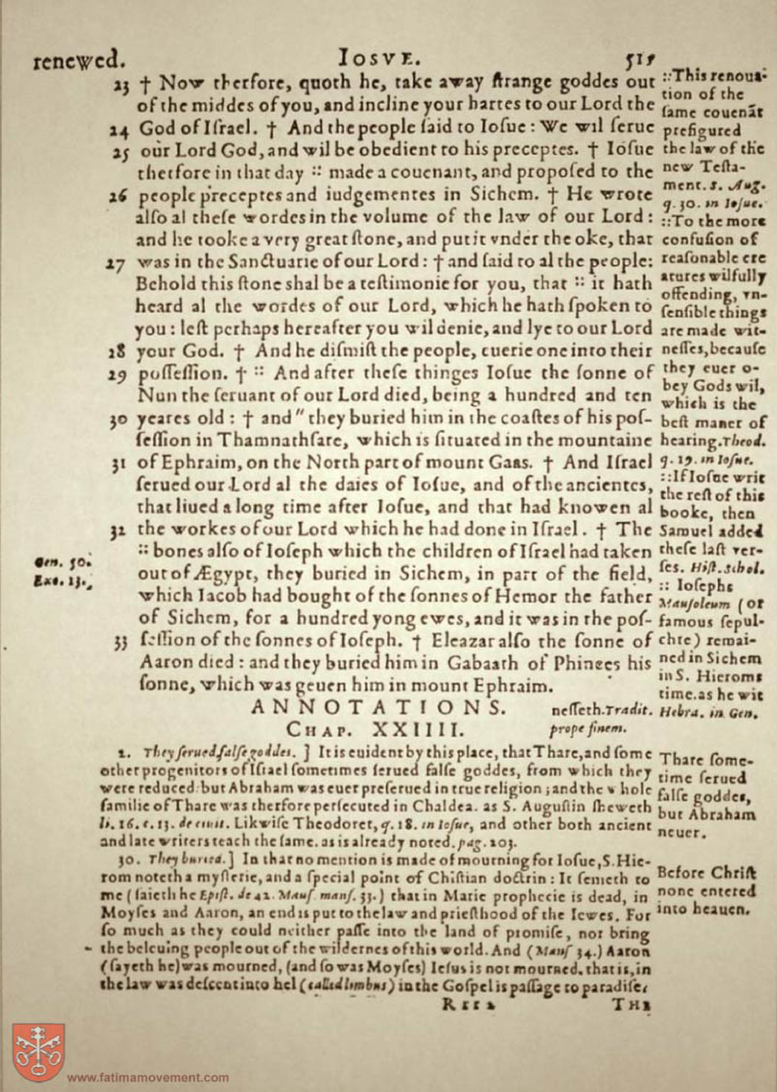 renewed.
IOSVE.
519
23 † Now therfore, quoth he, take away ſtrange goddes out
of the middes of you, and incline your hartes to our Lord the
24 God of Iſrael. † And the people ſaid to Ioſue: We wil ſerue
25 our Lord God, and wil be obedient to his preceptes. † Ioſue
therfore in that day :: made a couenant, and propoſed to the
26 people preceptes and iudgementes in Sichem. † He wrote
alſo al theſe wordes in the volume of the law of our Lord:
and he tooke a very great ſtone, and put it vnder the oke, that
27 was in the Sanctuarie of our Lord: † and ſaid to al the people:
Behold this ſtone shal be a teſtimonie for you, that :: it hath
heard al the wordes of our Lord, which he hath ſpoken to
you: leſt perhaps hereafter you wil denie, and lye to our Lord
28 your God. † And he diſmiſt the people, euerie one into their
29 poſſeſſion. † :: And after theſe thinges Ioſue the ſonne of
Nun the ſeruant of our Lord died, being a hundred and ten
30 yeares old: † and " they buried him in the coaſtes of his poſ-
ſeſſion in Thamnathſare, which is ſituated in the mountaine
31 of Ephraim, on the North part of mount Gaas. † And Iſrael
ſerued our Lord al the daies of Ioſue, and of the ancientes,
that liued a long time after Ioſue, and that had knowen al
32 the workes of our Lord which he had done in Iſrael. † The
:: bones alſo of Ioſeph which the children of Iſrael had taken
out of Ægypt, they buried in Sichem, in part of the field,
which Iacob had bought of the ſonnes of Hemor the father
of Sichem, for a hundred yong ewes, and it was in the poſ-
33 ſeſſion of the ſonnes of Ioſeph. † Eleazar alſo the ſonne of
Aaron died: and they buried him in Gabaath of Phinees his
ſonne, which was geuen him in mount Ephraim.
Gen. 50.
Exo. 13.
::This renoua-
tion of the
ſame couenãt
prefigured
the law of the
new Teſta-
ment. S. Aug.
q. 30. in Ioſue.
::To the more
confuſion of
reaſonable cre
atures wilfully
offending, vn-
ſenſible things
are made wit-
neſſes, becauſe
they euer o-
bey Gods wil,
which is the
beſt maner of
hearing. Theod.
q. 19. in Ioſue.
::If Ioſue writ
the reſt of this
booke, then
Samuel added
theſe laſt ver-
ſes. Hiſt. Schol.
:: Ioſephs
Mauſoleum (or
famous ſepul-
chre) remai-
ned in Sichem
in S. Hieroms
time. as he wit
neſſeth. Tradit. Hebra. in Gen.
prope finem.
ANNOTATIONS.
CHAP. XXIIII.
2. They ſerued falſe goddes. ] It is euident by this place, that Thare, and ſome
other progenitors of Iſrael ſometimes ſerued falſe goddes, from which they
were reduced: but Abraham was euer preſerued in true religion; and the whole
familie of Thare was therfore perſecuted in Chaldea. as S. Auguſtin sheweth
li. 16. c. 13. de ciuit. Likwiſe Theodoret, q. 18. in Ioſue, and other both ancient
and late writers teach the ſame. as is already noted. pag. 203.
30. They buried. ] In that no mention is made of mourning for Ioſue, S. Hie-
rom noteth a myſterie, and a ſpecial point of Chiſtian doctrin: It ſemeth to
me (ſaieth he Epiſt. de 42. Manſ. manſ. 33.) that in Marie prophecie is dead, in
Moyſes and Aaron, an end is put to the law and prieſthood of the Iewes. For
ſo much as they could neither paſſe into the land of promiſe, nor bring
the beleuing people out of the wildernes of this world. And (Manſ 34.) Aaron
(ſayeth he) was mourned, (and ſo was Moyſes) Ieſus is not mourned. that is, in
the law was deſcent into hel (called limbus) in the Goſpel is paſſage to paradiſe.
Thare ſome-
time ſerued
falſe goddes,
but Abraham
neuer.
Before Chriſt
none entered
into heauen.
THE
www.fatimamovement.com